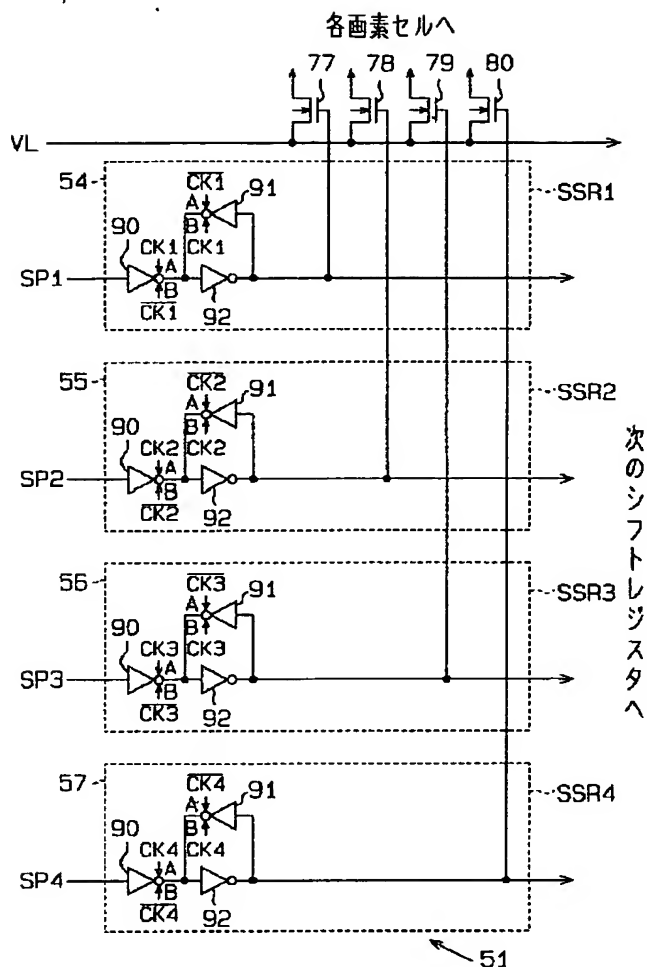 各画素セルへ
77 78 79 80
VL
54
SSR1
CK1
A
B
91
90
CK1
A
CK1
SP1
B
CK1
92
55
SSR2
CK2
A
B
91
90
CK2
A
CK2
SP2
B
CK2
92
56
SSR3
CK3
A
B
91
90
CK3
A
CK3
SP3
B
CK3
92
57
SSR4
CK4
A
B
91
90
CK4
A
CK4
SP4
B
CK4
92
次のシフトレジスタへ
51